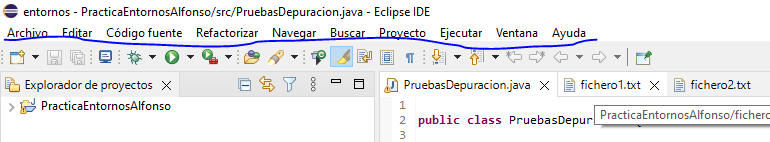 entornos - PracticaEntornosAlfonso/src/PruebasDepuracion.java - Eclipse IDE
Archivo Editar Código fuente Refactorizar Navegar Buscar Proyecto Ejecutar Ventana Ayuda
Explorador de proyectos
PracticaEntornosAlfonso
PruebasDepuracion.java fichero1.txt fichero2.txt
1
2 public class PruebasDepur
PracticaEntornosAlfonso/fichero
3